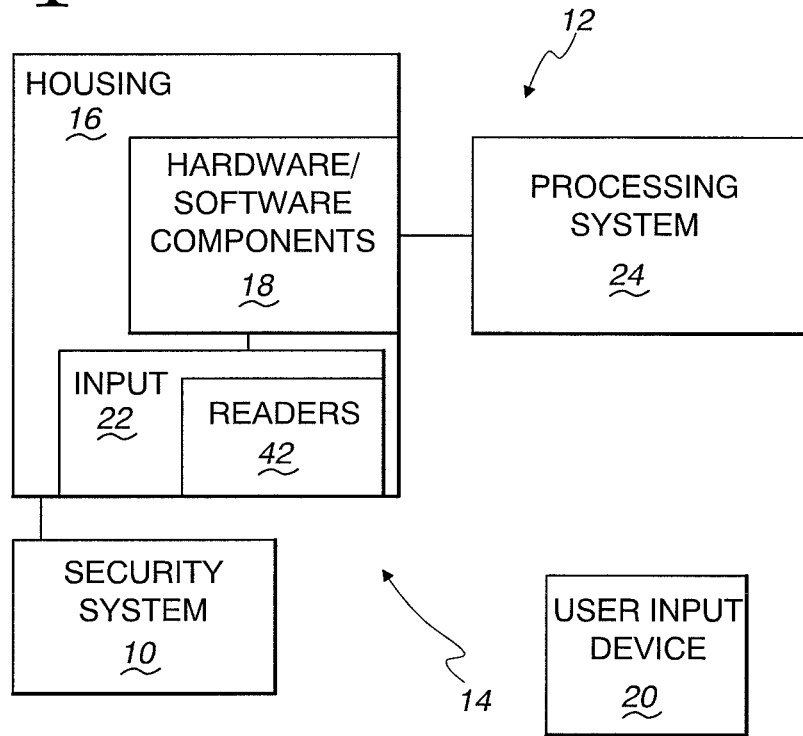 12
HOUSING
16
HARDWARE/
SOFTWARE
COMPONENTS
18
PROCESSING
SYSTEM
24
INPUT
22
READERS
42
SECURITY
SYSTEM
10
14
USER INPUT
DEVICE
20